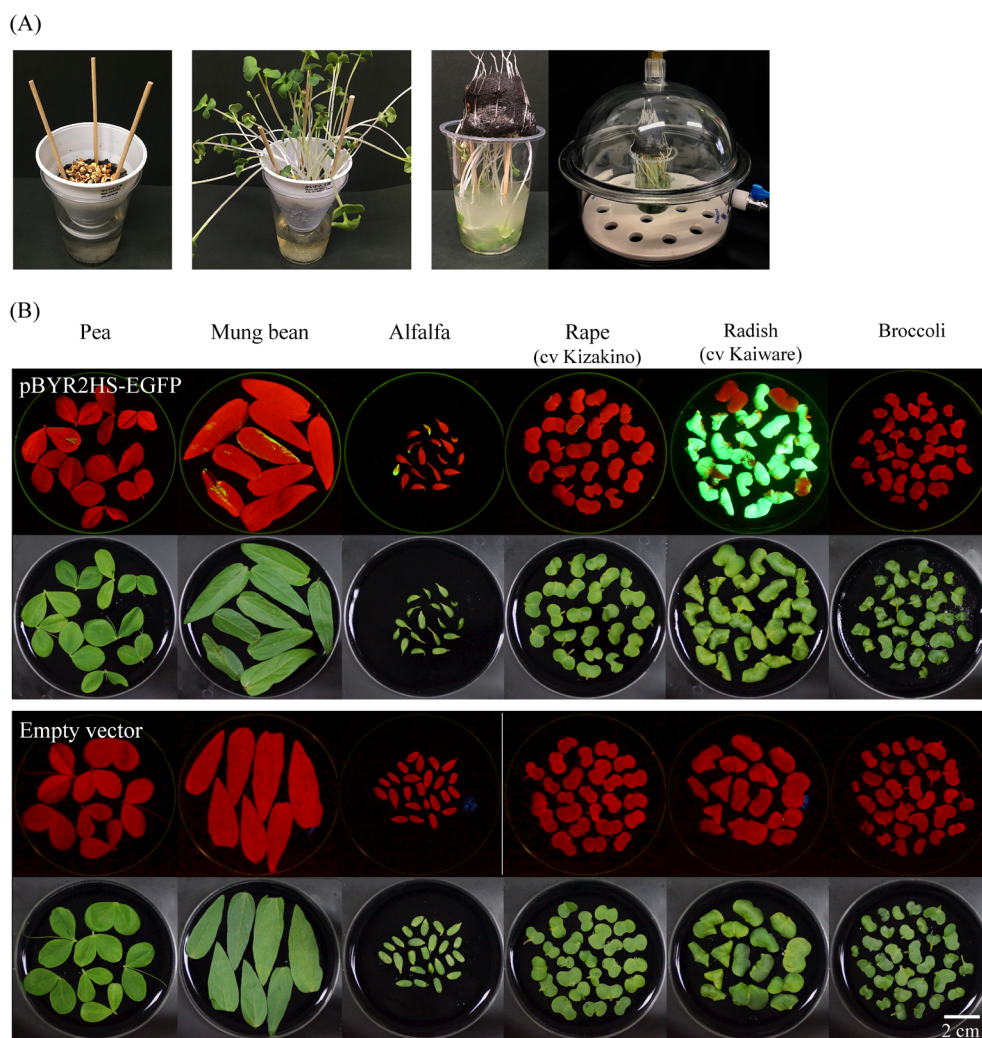 (A)
(B)
Pea
Mung bean
Alfalfa
Rape
(cv Kizakino)
Radish
(cv Kaiware)
Broccoli
pBYR2HS-EGFP
Empty vector
2 cm